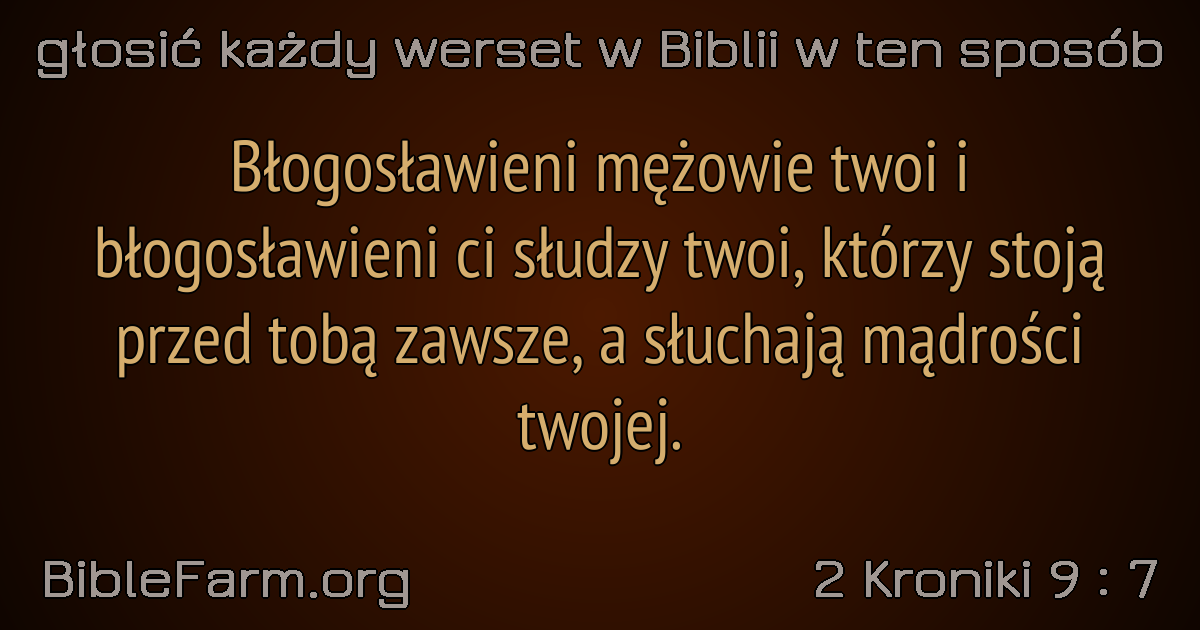 głosić każdy werset w Biblii w ten sposób
Błogosławieni mężowie twoi i
błogosławieni ci słudzy twoi, którzy stoją
przed tobą zawsze, a słuchają mądrości
twojej.
BibleFarm.org
2 Kroniki 9 : 7